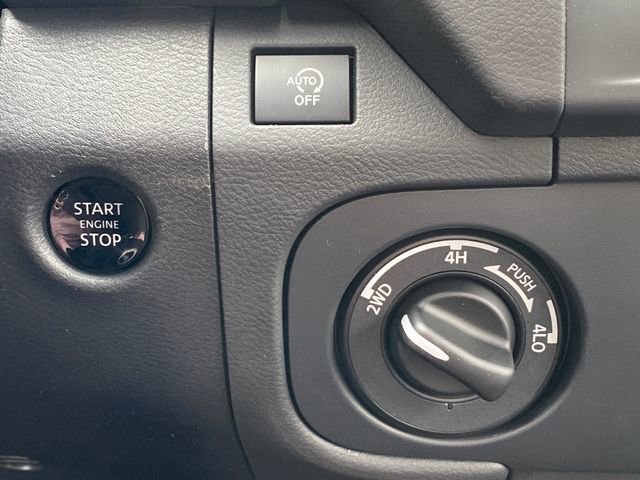 AUTO
OFF
START
ENGINE
STOP
2WD
4H
PUSH
4LO